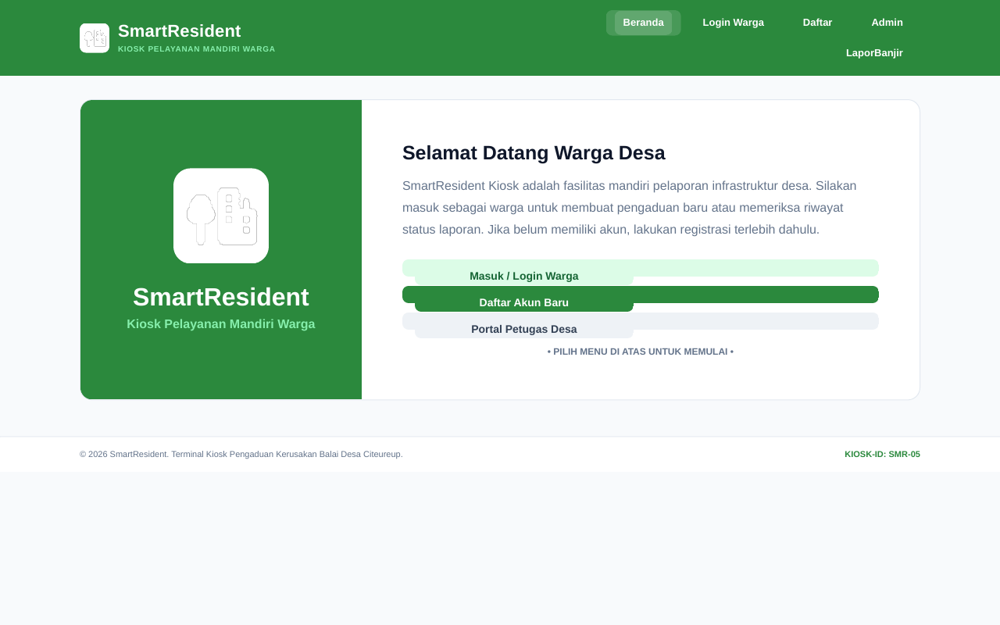 SmartResident
KIOSK PELAYANAN MANDIRI WARGA
Beranda
Login Warga
Daftar
Admin
LaporBanjir
SmartResident
Kiosk Pelayanan Mandiri Warga
Selamat Datang Warga Desa
SmartResident Kiosk adalah fasilitas mandiri pelaporan infrastruktur desa. Silakan
masuk sebagai warga untuk membuat pengaduan baru atau memeriksa riwayat
status laporan. Jika belum memiliki akun, lakukan registrasi terlebih dahulu.
Masuk / Login Warga
Daftar Akun Baru
Portal Petugas Desa
• PILIH MENU DI ATAS UNTUK MEMULAI •
© 2026 SmartResident. Terminal Kiosk Pengaduan Kerusakan Balai Desa Citeureup.
KIOSK-ID: SMR-05